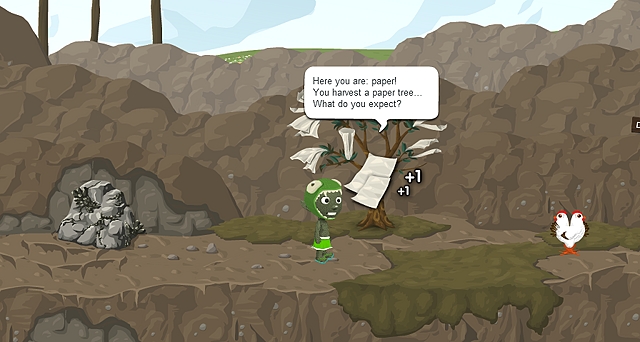 Here you are: paper!
You harvest a paper tree...
What do you expect?
+1
+1